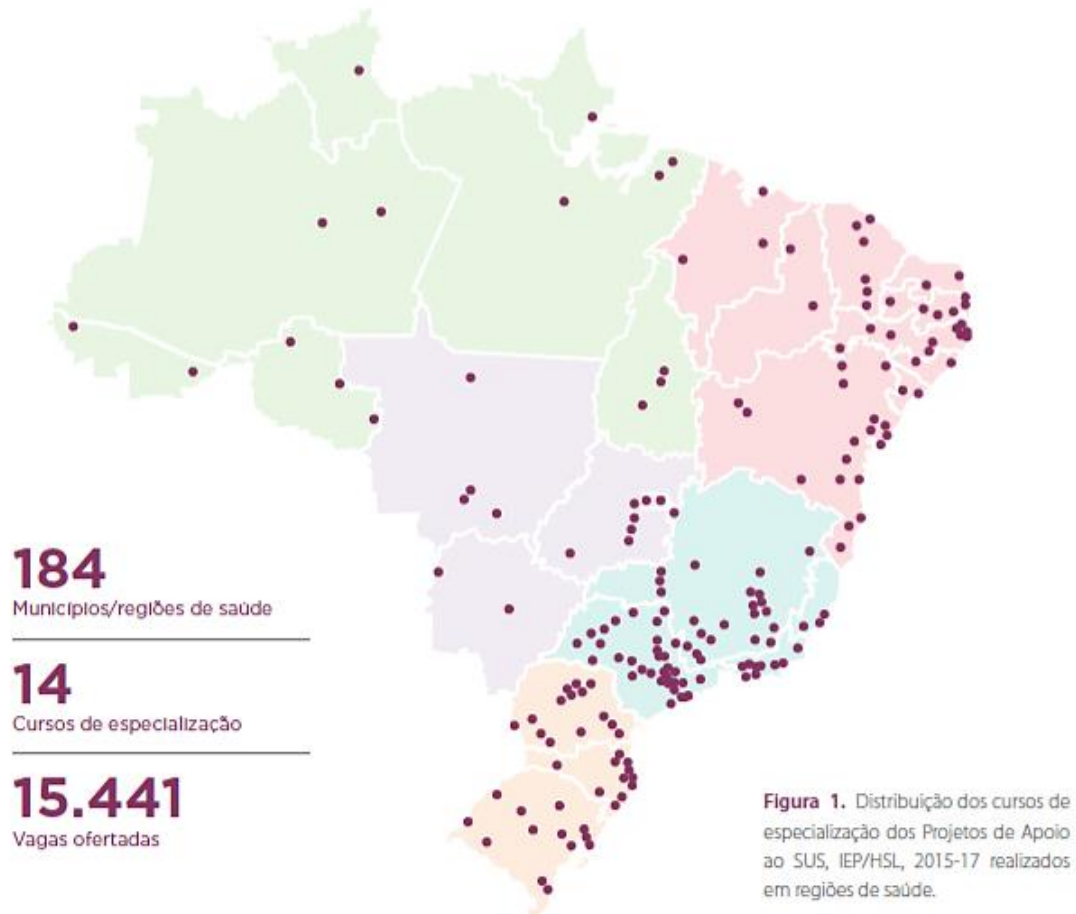 184
Municípios/regiões de saúde
14
Cursos de especialização
15.441
Vagas ofertadas
Figura 1. Distribuição dos cursos de
especialização dos Projetos de Apoio
ao SUS, IEP/HSL, 2015-17 realizados
em regiões de saúde.